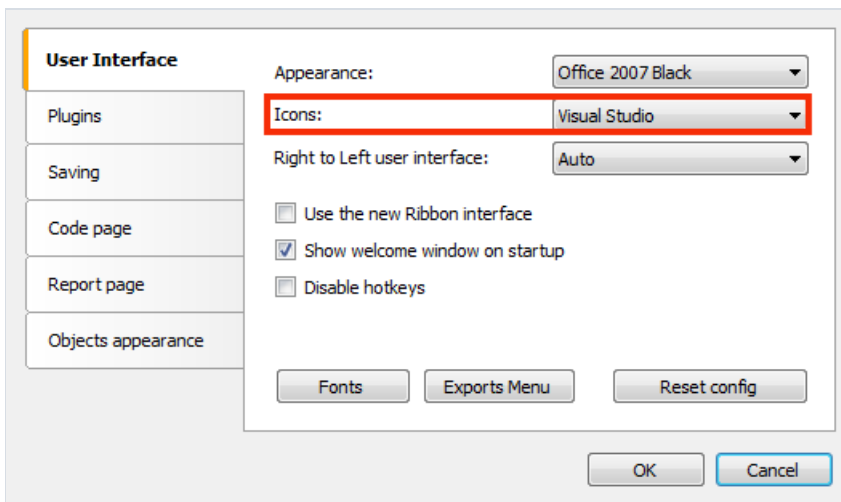 User Interface
Plugins
Saving
Code page
Report page
Objects appearance
Appearance: Office 2007 Black
Icons: Visual Studio
Right to Left user interface: Auto
Use the new Ribbon interface
Show welcome window on startup
Disable hotkeys
Fonts Exports Menu Reset config
OK Cancel